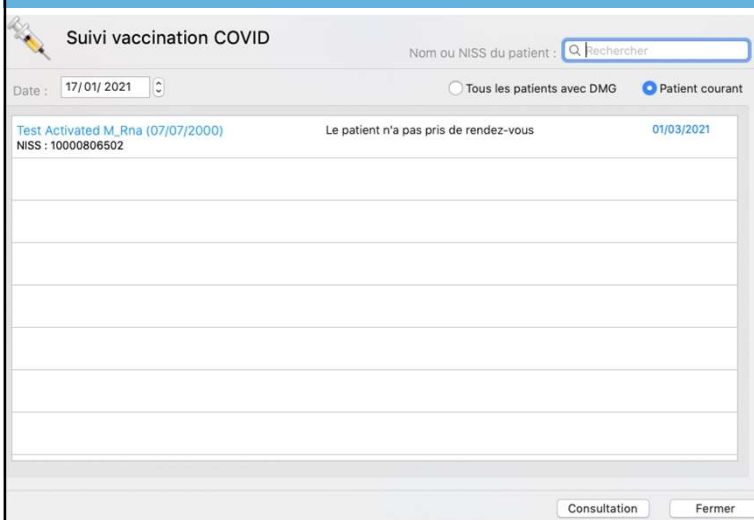 Suivi vaccination COVID
Nom ou NISS du patient : Rechercher
Date : 17/01/2021 Tous les patients avec DMG Patient courant
Test Activated M_Rna (07/07/2000) Le patient n'a pas pris de rendez-vous 01/03/2021
NISS : 10000806502
Consultation Fermer